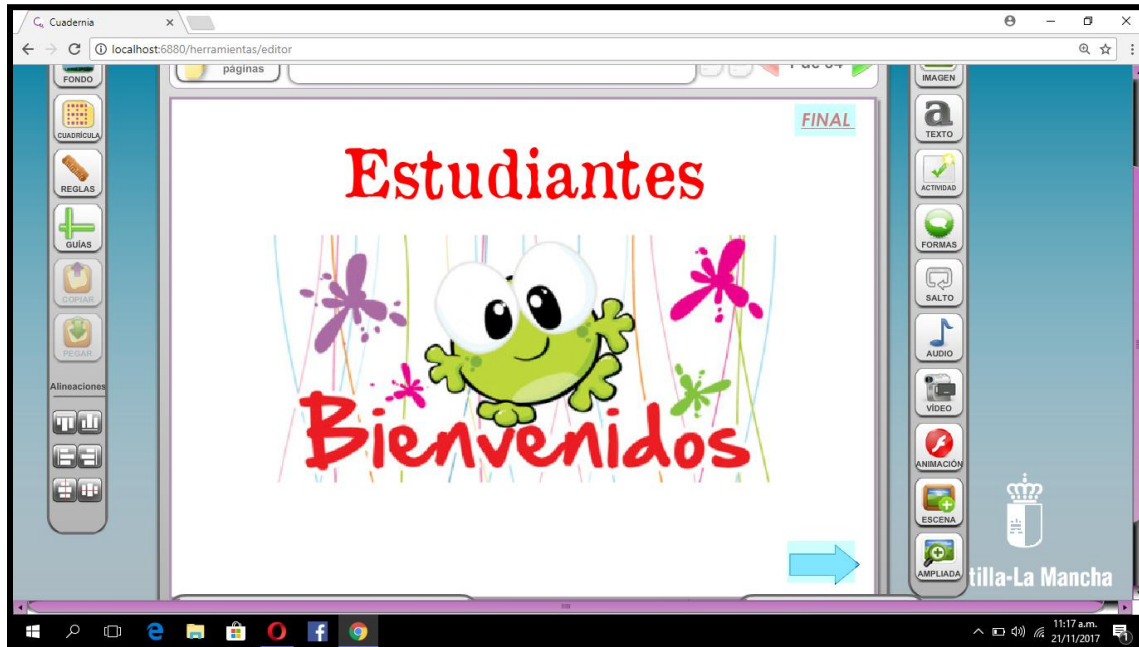 Cuadernia
localhost:6880/herramientas/editor
páginas
FONDO
CUADRÍCULA
REGLAS
GUÍAS
COPIAR
PEGAR
Alineaciones
FINAL
Estudiantes
Bienvenidos
IMAGEN
TEXTO
ACTIVIDAD
FORMAS
SALTO
AUDIO
VÍDEO
ANIMACIÓN
ESCENA
AMPLIADA
tilla-La Mancha
11:17 a.m.
21/11/2017